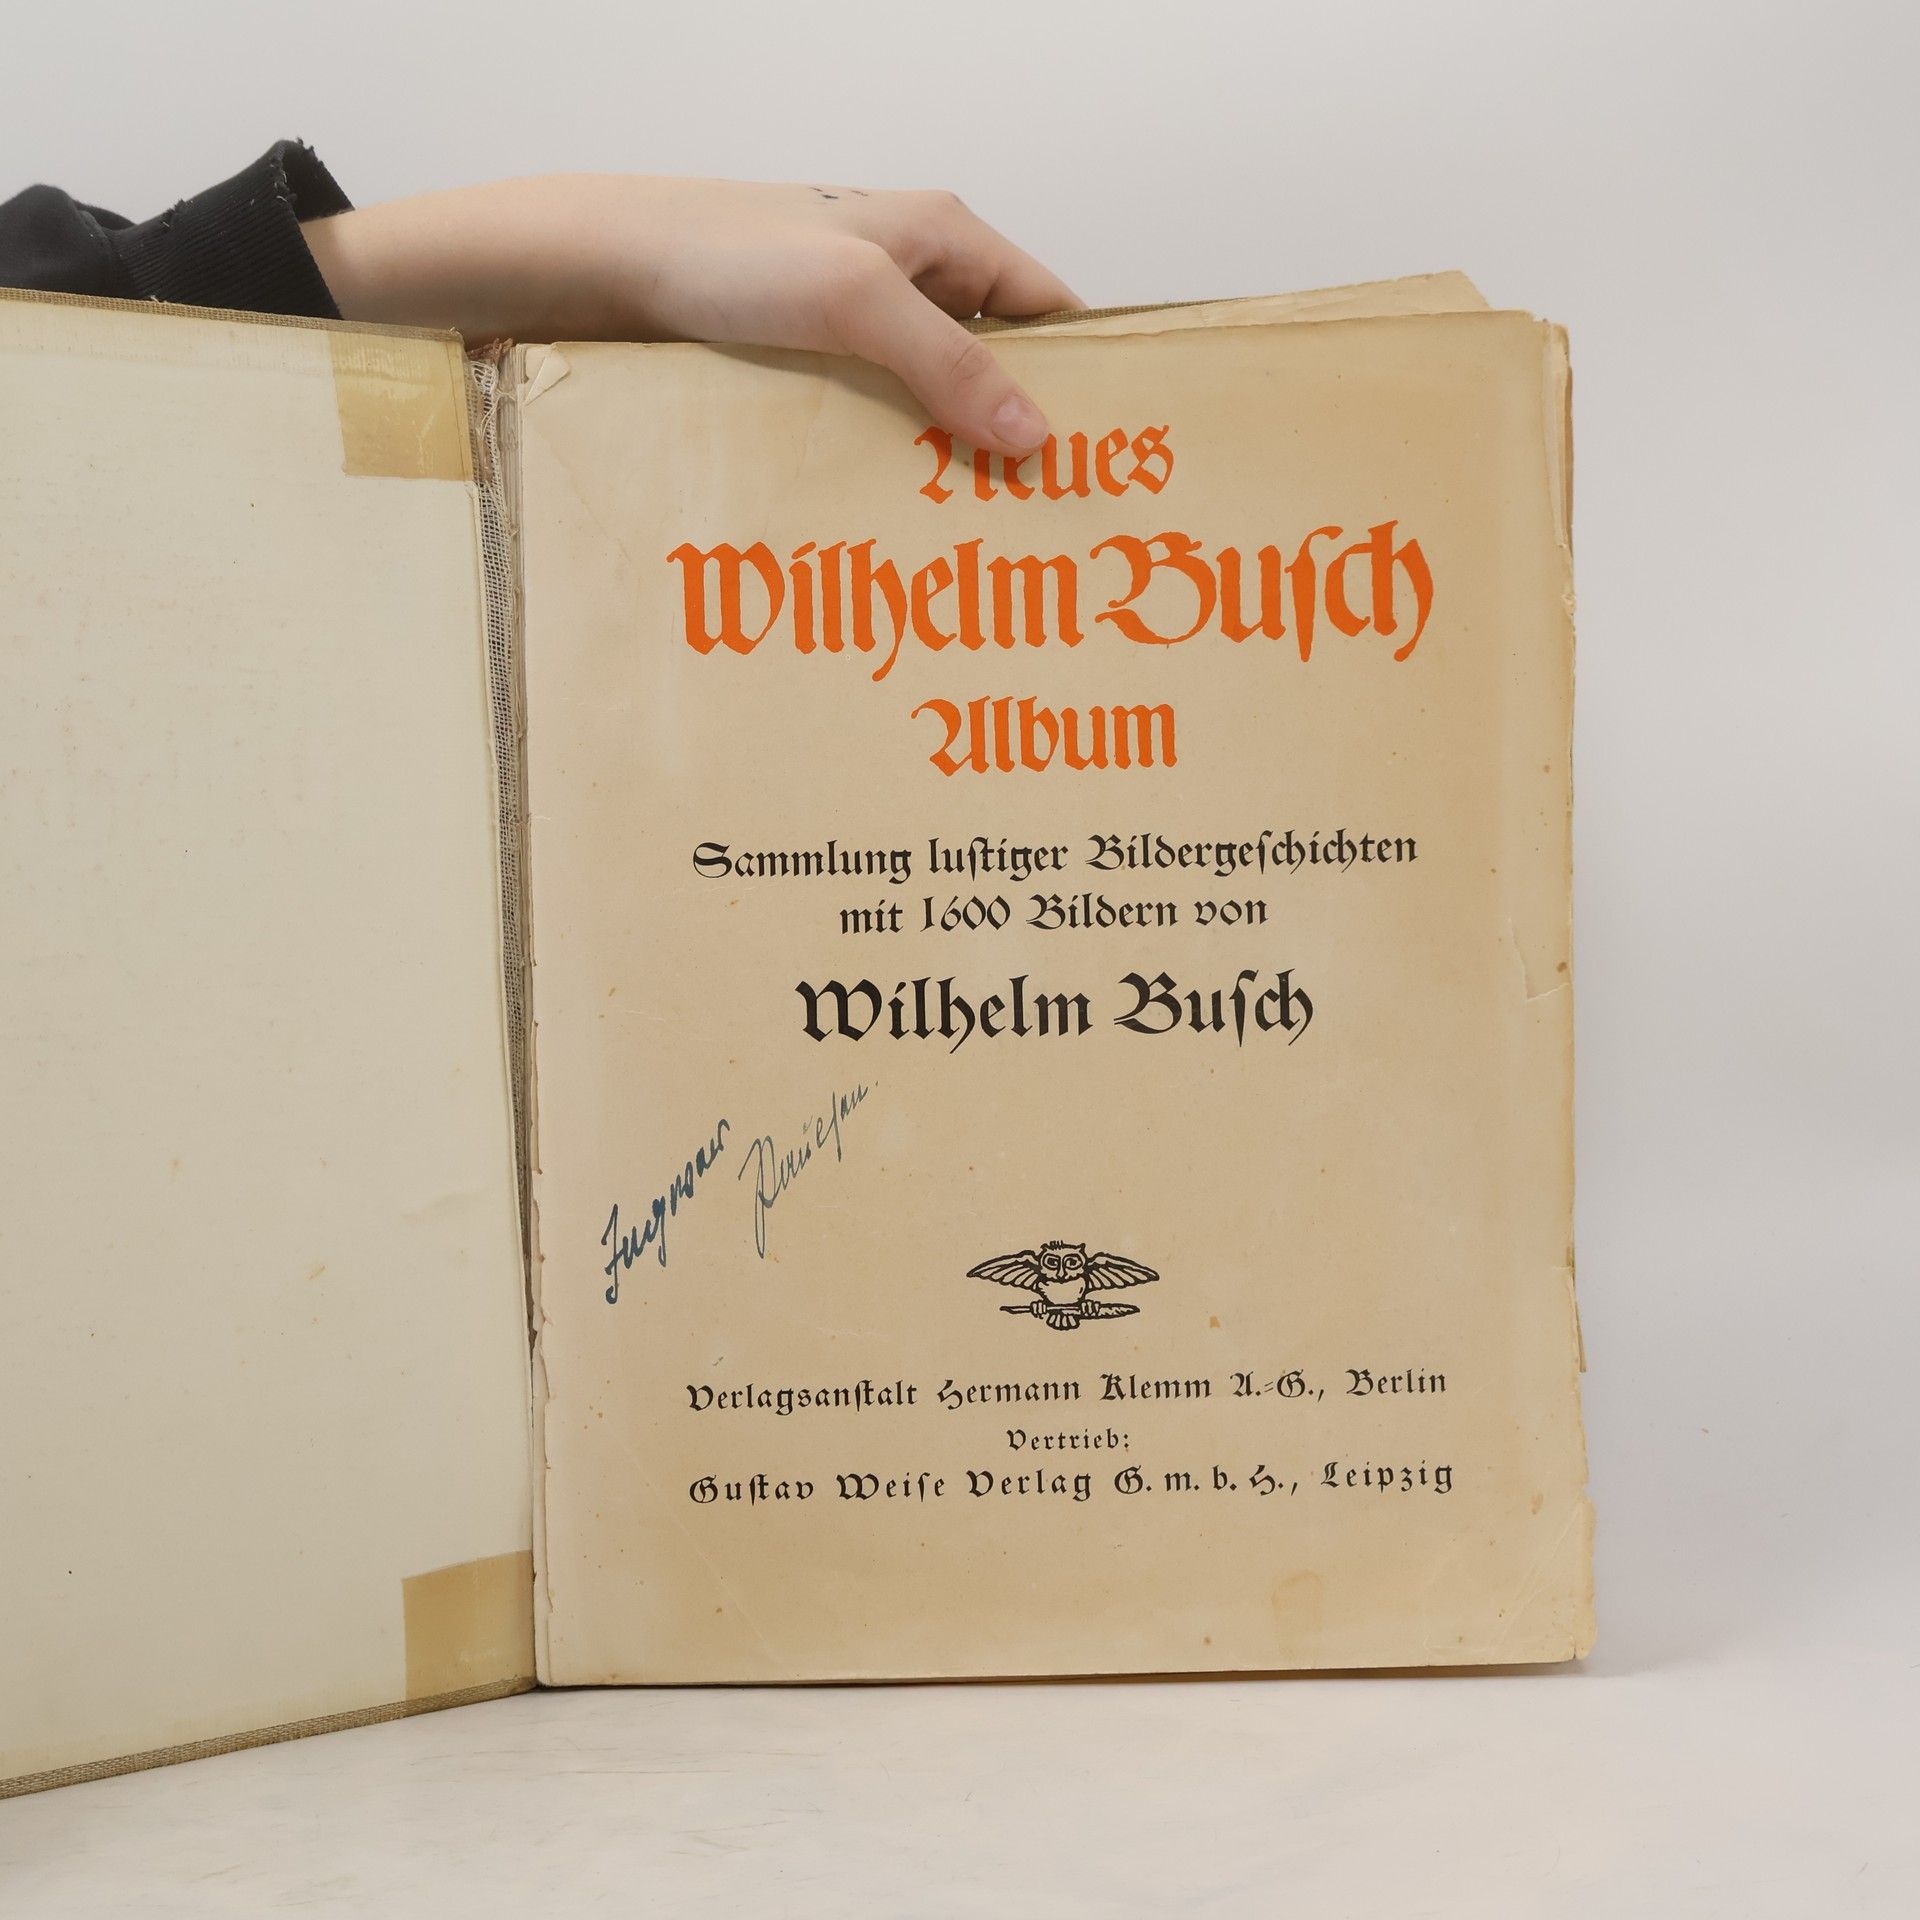 Neues
Wilhelm Buſch
Album
Sammlung luſtiger Bildergeſchichten
mit 1600 Bildern von
Wilhelm Buſch
Verlagsanſtalt Hermann Klemm A.=G., Berlin
Vertrieb:
Guſtav Weiſe Verlag G. m. b. H., Leipzig